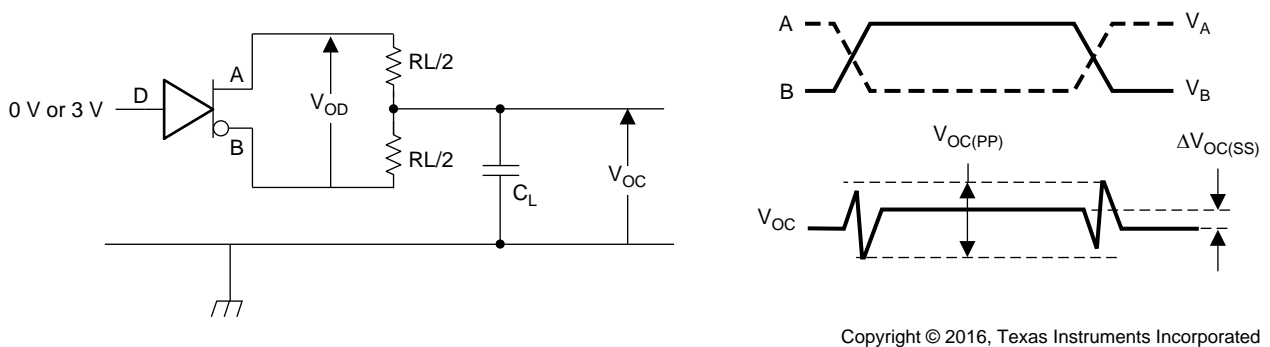 0 V or 3 V
D
A
B
V_OD
RL/2
RL/2
C_L
V_OC
A
B
V_A
V_B
V_OC(PP)
ΔV_OC(SS)
V_OC
Copyright © 2016, Texas Instruments Incorporated